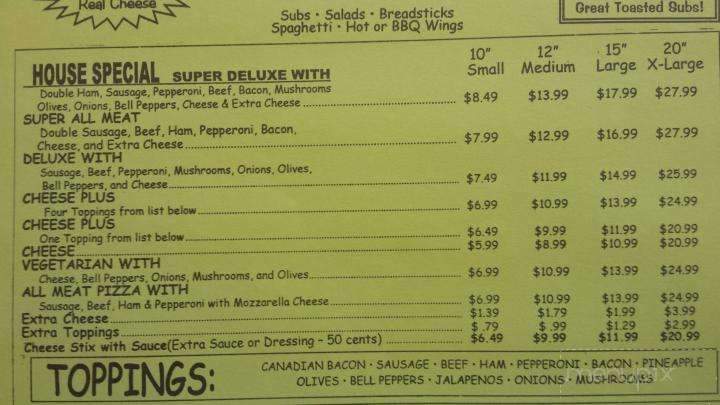 Real Cheese
Subs · Salads · Breadsticks
Spaghetti · Hot or BBQ Wings
Great Toasted Subs!
10" 12" 15" 20"
Small Medium Large X-Large
HOUSE SPECIAL SUPER DELUXE WITH
Double Ham, Sausage, Pepperoni, Beef, Bacon, Mushrooms
Olives, Onions, Bell Peppers, Cheese & Extra Cheese $8.49 $13.99 $17.99 $27.99
SUPER ALL MEAT
Double Sausage, Beef, Ham, Pepperoni, Bacon,
Cheese, and Extra Cheese $7.99 $12.99 $16.99 $27.99
DELUXE WITH
Sausage, Beef, Pepperoni, Mushrooms, Onions, Olives,
Bell Peppers, and Cheese $7.49 $11.99 $14.99 $25.99
CHEESE PLUS
Four Toppings from list below $6.99 $10.99 $13.99 $24.99
CHEESE PLUS
One Topping from list below $6.49 $9.99 $11.99 $20.99
CHEESE $5.99 $8.99 $10.99 $20.99
VEGETARIAN WITH
Cheese, Bell Peppers, Onions, Mushrooms, and Olives $6.99 $10.99 $13.99 $24.99
ALL MEAT PIZZA WITH
Sausage, Beef, Ham & Pepperoni with Mozzarella Cheese $6.99 $10.99 $13.99 $24.99
Extra Cheese $1.39 $1.79 $1.99 $3.99
Extra Toppings $ .79 $ .99 $1.29 $2.99
Cheese Stix with Sauce(Extra Sauce or Dressing - 50 cents) $6.49 $9.99 $11.99 $20.99
TOPPINGS:
CANADIAN BACON · SAUSAGE · BEEF · HAM · PEPPERONI · BACON · PINEAPPLE
OLIVES · BELL PEPPERS · JALAPENOS · ONIONS · MUSHROOMS
menupix